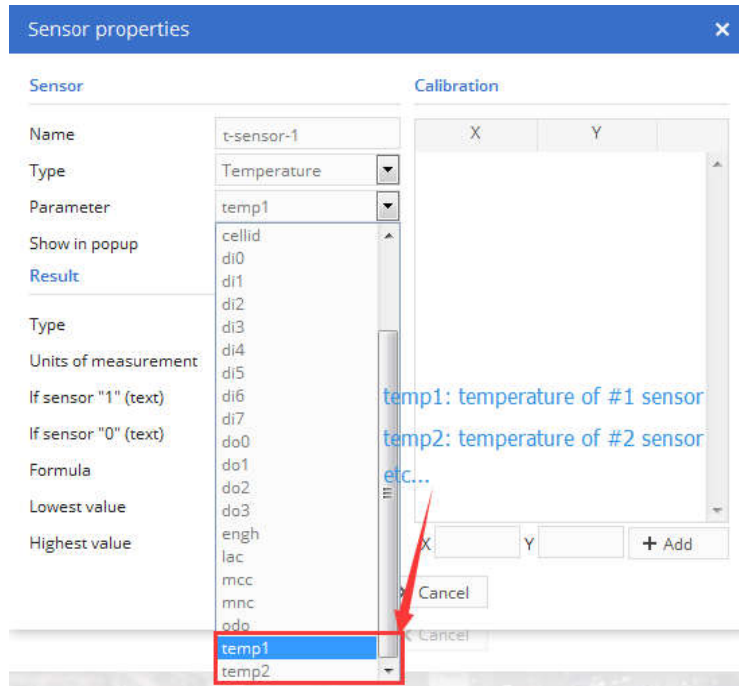 Sensor properties ×
Sensor
Calibration
Name
t-sensor-1
X
Y
Type
Temperature
Parameter
temp1
Show in popup
cellid
di0
di1
di2
di3
di4
di5
di6
di7
do0
do1
do2
do3
engh
lac
mcc
mnc
odo
temp1
temp2
Result
Type
Units of measurement
If sensor "1" (text)
If sensor "0" (text)
Formula
Lowest value
Highest value
temp1: temperature of #1 sensor
temp2: temperature of #2 sensor
etc...
X
Y
+ Add
Cancel
Cancel